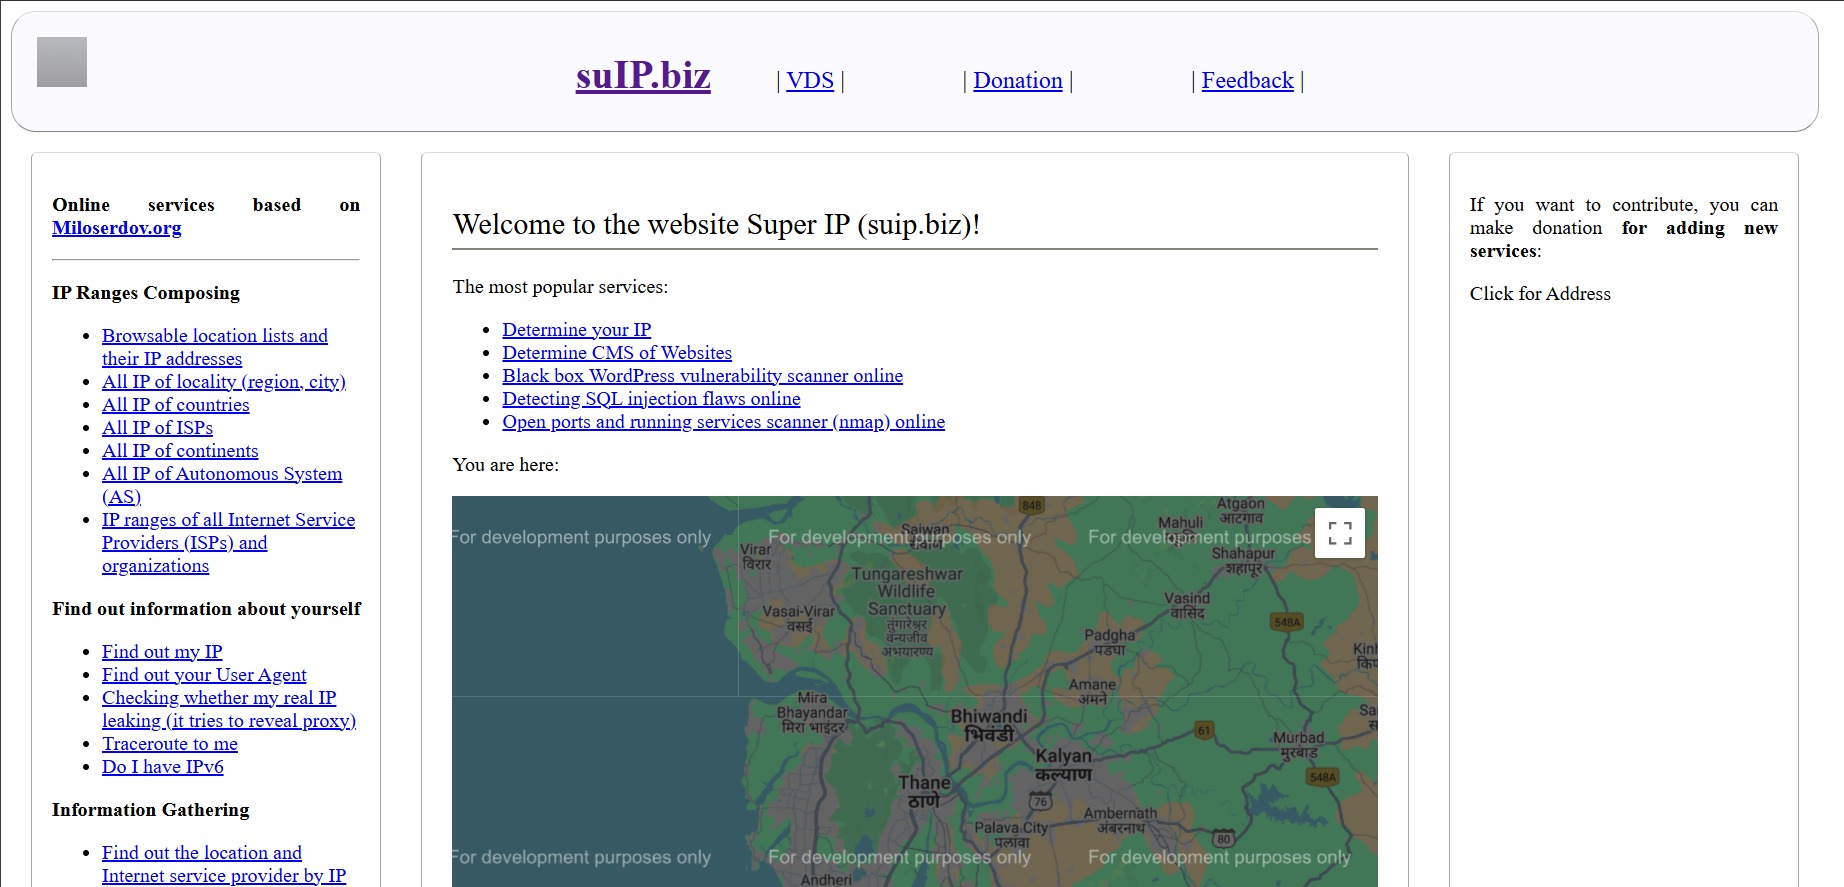 suIP.biz
| VDS |
| Donation |
| Feedback |
Online services based on
Miloserdov.org
IP Ranges Composing
Browsable location lists and
their IP addresses
All IP of locality (region, city)
All IP of countries
All IP of ISPs
All IP of continents
All IP of Autonomous System
(AS)
IP ranges of all Internet Service
Providers (ISPs) and
organizations
Find out information about yourself
Find out my IP
Find out your User Agent
Checking whether my real IP
leaking (it tries to reveal proxy)
Traceroute to me
Do I have IPv6
Information Gathering
Find out the location and
Internet service provider by IP
Welcome to the website Super IP (suip.biz)!
The most popular services:
Determine your IP
Determine CMS of Websites
Black box WordPress vulnerability scanner online
Detecting SQL injection flaws online
Open ports and running services scanner (nmap) online
You are here:
848
Atgaon
आटगाव
Mahuli
For development purposes only
For development purposes only
For development purposes
Saiwan
Virar
विरार
Shahapur
शहापूर
Tungareshwar
Wildlife
Sanctuary
तुंगारेश्वर
वन्यजीव
अभयारण्य
Vasai-Virar
वसई
Vasind
वासिंद
548A
Padgha
पडघा
Amane
अमने
Mira
Bhayandar
मिरा भाईंदर
Bhiwandi
भिवंडी
61
Murbad
मुरबाड
Kalyan
कल्याण
548A
Thane
ठाणे
76
Ambernath
अंबरनाथ
Palava City
पलावा
80
For development purposes only
For development purposes only
For development purposes only
Andheri
If you want to contribute, you can
make donation for adding new
services:
Click for Address